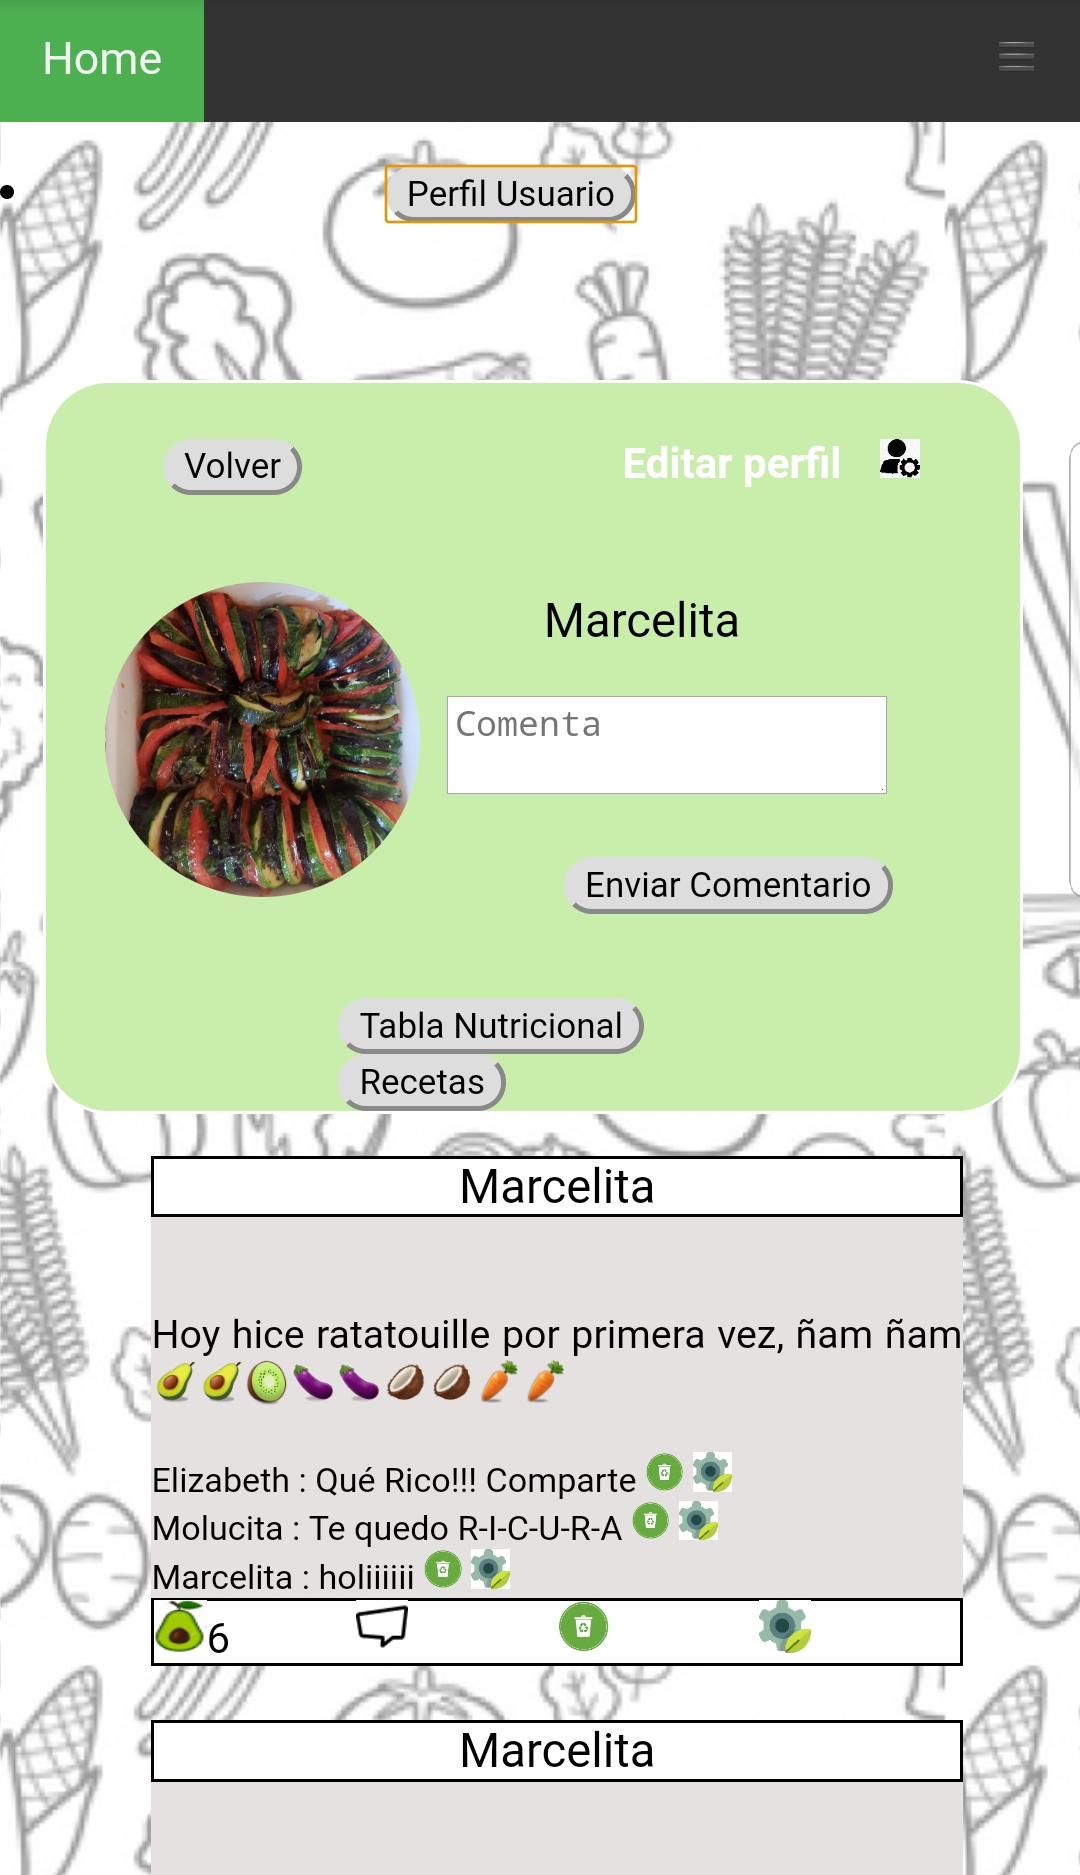 Home
Perfil Usuario
Volver
Editar perfil
Marcelita
Comenta
Enviar Comentario
Tabla Nutricional
Recetas
Marcelita
Hoy hice ratatouille por primera vez, ñam ñam
🥑🥑🥝🍆🍆🥥🥥🥕🥕
Elizabeth : Qué Rico!!! Comparte
Molucita : Te quedo R-I-C-U-R-A
Marcelita : holiiiiii
6
Marcelita